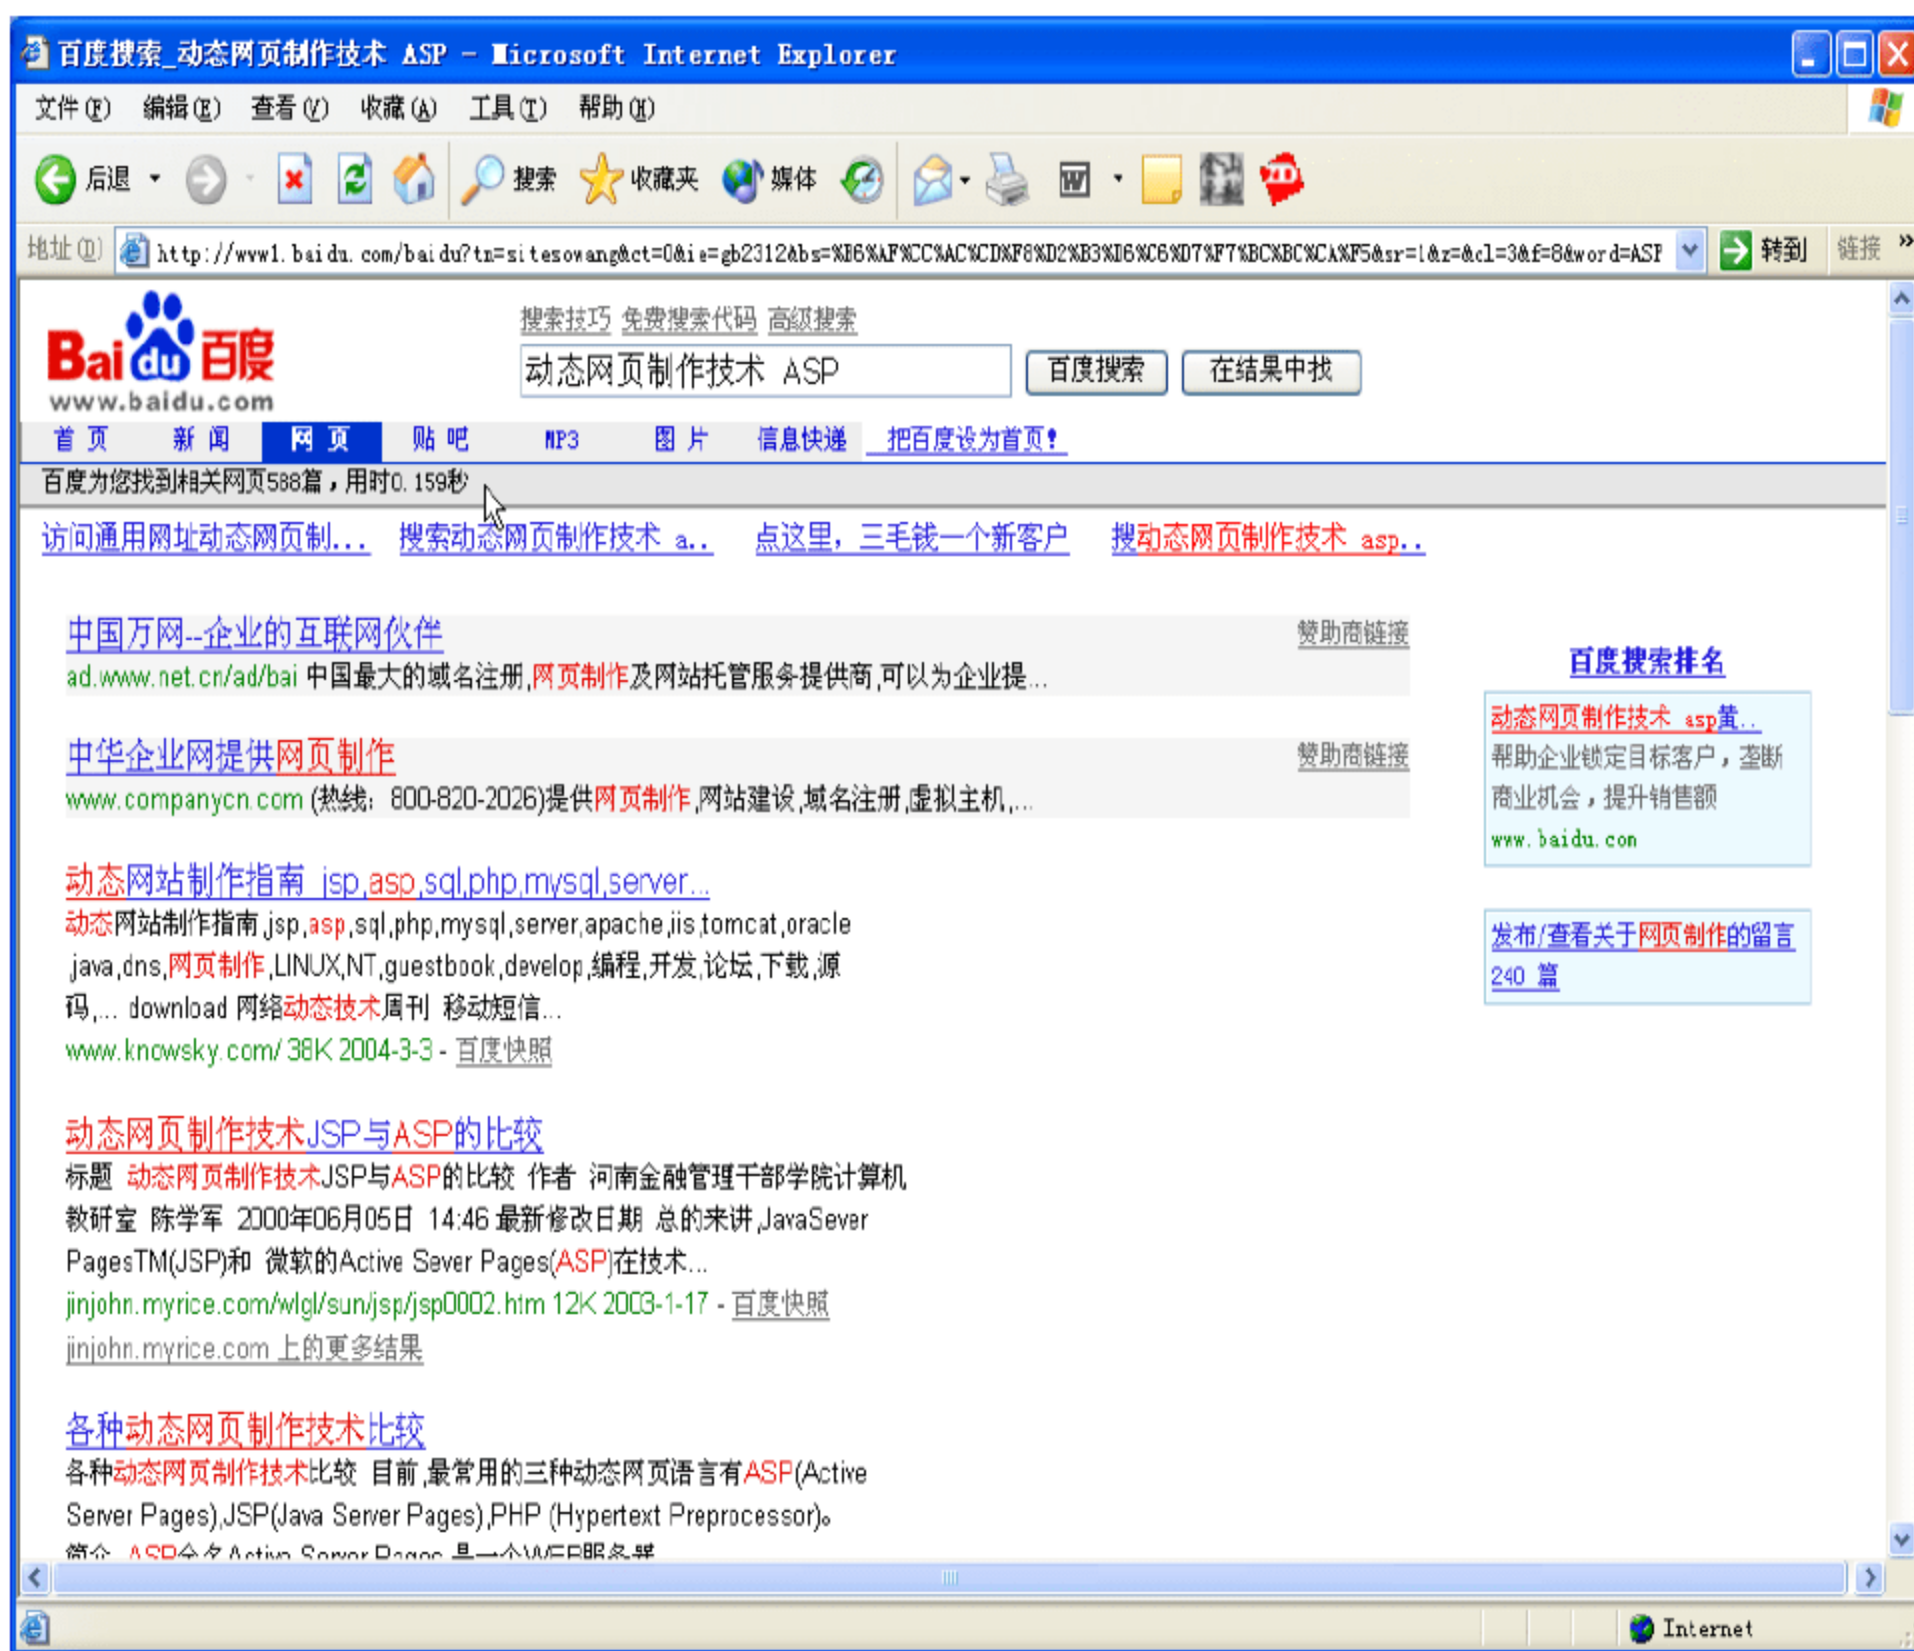 百度搜索_动态网页制作技术 ASP - Microsoft Internet Explorer
文件(F) 编辑(E) 查看(V) 收藏(A) 工具(T) 帮助(H)
后退 搜索 收藏夹 媒体
地址(D) http://www1.baidu.com/baidu?tn=sitesowang&ct=0&ie=gb2312&bs=%B6%AF%CC%AC%CD%F8%D2%B3%D6%C6%D7%F7%BC%BC%CA%F5&sr=1&z=&cl=3&f=8&word=ASP 转到 链接 »
搜索技巧 免费搜索代码 高级搜索
Bai du 百度
动态网页制作技术 ASP 百度搜索 在结果中找
www.baidu.com
首页 新闻 网页 贴吧 MP3 图片 信息快递 把百度设为首页!
百度为您找到相关网页588篇，用时0.159秒
访问通用网址动态网页制... 搜索动态网页制作技术 a.. 点这里，三毛钱一个新客户 搜动态网页制作技术 asp..
中国万网--企业的互联网伙伴 赞助商链接
ad.www.net.cn/ad/bai 中国最大的域名注册,网页制作及网站托管服务提供商,可以为企业提...
中华企业网提供网页制作 赞助商链接
www.companycn.com (热线：800-820-2026)提供网页制作,网站建设,域名注册,虚拟主机,...
百度搜索排名
动态网页制作技术 asp黄..
帮助企业锁定目标客户，垄断
商业机会，提升销售额
www.baidu.com
发布/查看关于网页制作的留言
240 篇
动态网站制作指南 jsp,asp,sql,php,mysql,server...
动态网站制作指南,jsp,asp,sql,php,mysql,server,apache,iis,tomcat,oracle
,java,dns,网页制作,LINUX,NT,guestbook,develop,编程,开发,论坛,下载,源
码,... download 网络动态技术周刊 移动短信...
www.knowsky.com/ 38K 2004-3-3 - 百度快照
动态网页制作技术JSP与ASP的比较
标题 动态网页制作技术JSP与ASP的比较 作者 河南金融管理干部学院计算机
教研室 陈学军 2000年06月05日 14:46 最新修改日期 总的来讲,JavaSever
PagesTM(JSP)和 微软的Active Sever Pages(ASP)在技术...
jinjohn.myrice.com/wlgl/sun/jsp/jsp0002.htm 12K 2003-1-17 - 百度快照
jinjohn.myrice.com 上的更多结果
各种动态网页制作技术比较
各种动态网页制作技术比较 目前,最常用的三种动态网页语言有ASP(Active
Server Pages),JSP(Java Server Pages),PHP (Hypertext Preprocessor)。
简介 ASP全名Active Server Pages,是一个WEB服务器
Internet